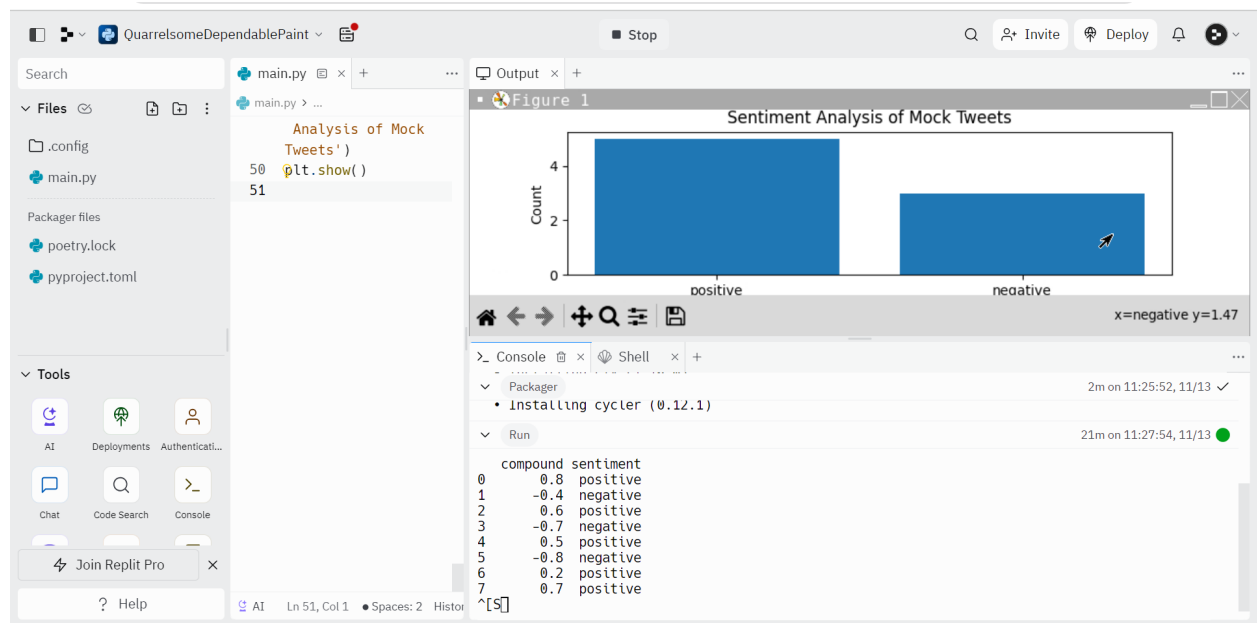 QuarrelsomeDependablePaint
Stop
Invite
Deploy
Search
Files
.config
main.py
Packager files
poetry.lock
pyproject.toml
Tools
AI
Deployments
Authenticati...
Chat
Code Search
Console
Join Replit Pro
? Help
main.py
main.py > ...
Analysis of Mock
Tweets')
50 plt.show()
51
AI Ln 51, Col 1 Spaces: 2 Histor
Output
Figure 1
Sentiment Analysis of Mock Tweets
Count
4
2
0
positive
negative
x=negative y=1.47
Console
Shell
Packager
2m on 11:25:52, 11/13
• Installing cycler (0.12.1)
Run
21m on 11:27:54, 11/13
compound sentiment
0 0.8 positive
1 -0.4 negative
2 0.6 positive
3 -0.7 negative
4 0.5 positive
5 -0.8 negative
6 0.2 positive
7 0.7 positive
^[S